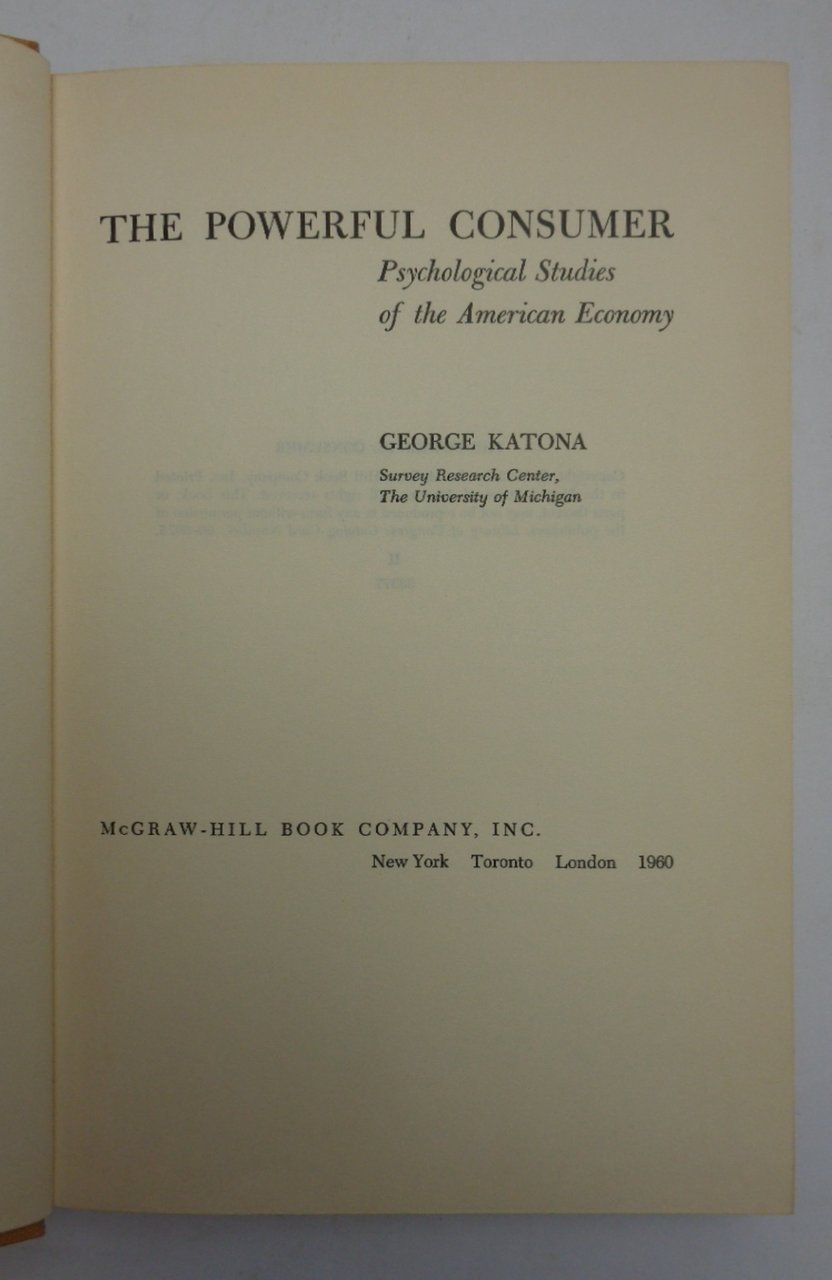 THE POWERFUL CONSUMER
Psychological Studies
of the American Economy
GEORGE KATONA
Survey Research Center,
The University of Michigan
McGRAW-HILL BOOK COMPANY, INC.
New York Toronto London 1960